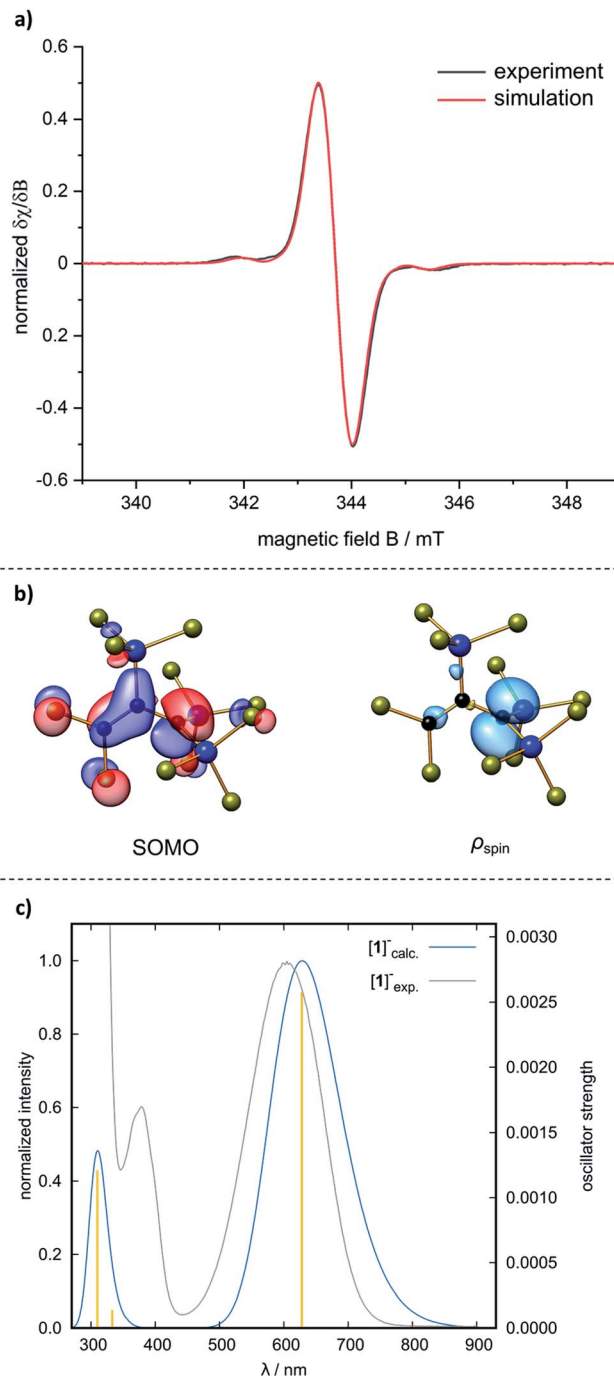 a)
experiment
simulation
normalized δχ/δB
0.6
0.4
0.2
0
0.2
-0.4
-0.6
340 342 344 346 348
magnetic field B / mT
b)
SOMO
ρspin
c)
[1]⁻calc.
[1]⁻exp.
normalized intensity
1.0
0.8
0.6
0.4
0.2
0.0
oscillator strength
0.0030
0.0025
0.0020
0.0015
0.0010
0.0005
0.0000
300 400 500 600 700 800 900
λ / nm